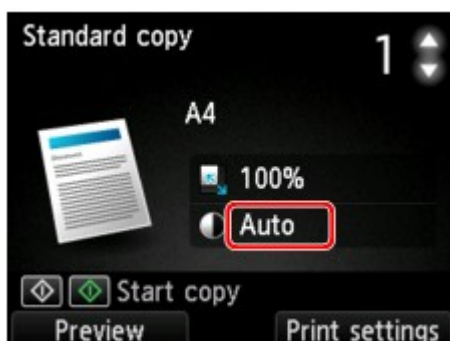 Standard copy
1
A4
100%
Auto
Start copy
Preview
Print settings